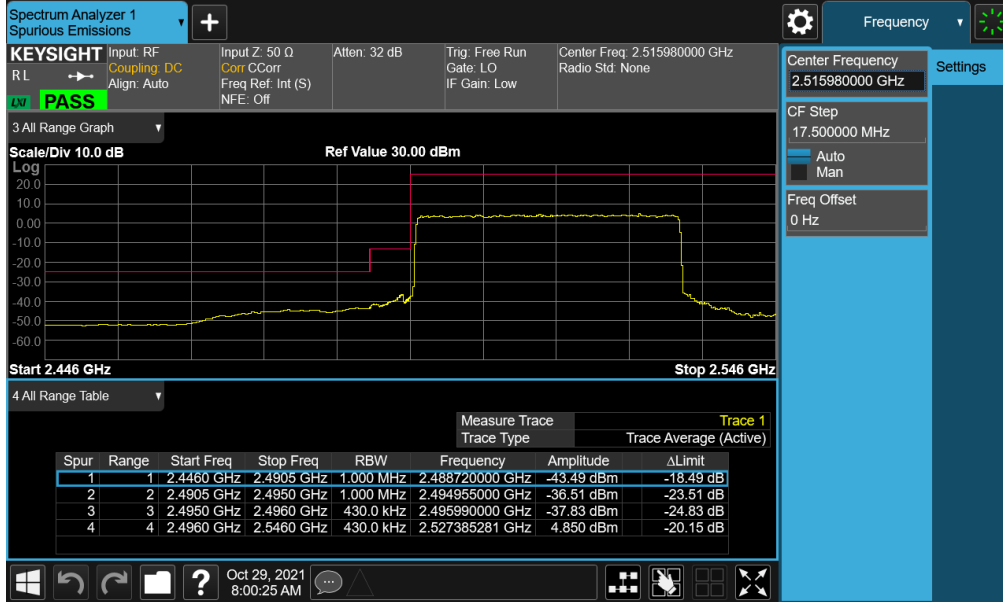 Spectrum Analyzer 1
Spurious Emissions
Frequency
KEYSIGHT Input: RF
Coupling: DC
Align: Auto
Input Z: 50 Ω
Corr CCorr
Freq Ref: Int (S)
NFE: Off
Atten: 32 dB
Trig: Free Run
Gate: LO
IF Gain: Low
Center Freq: 2.515980000 GHz
Radio Std: None
RL
LXI PASS
Center Frequency
2.515980000 GHz
Settings
CF Step
17.500000 MHz
Auto
Man
Freq Offset
0 Hz
3 All Range Graph
Scale/Div 10.0 dB Ref Value 30.00 dBm
Log
20.0
10.0
0.00
-10.0
-20.0
-30.0
-40.0
-50.0
-60.0
Start 2.446 GHz Stop 2.546 GHz
4 All Range Table
Measure Trace Trace 1
Trace Type Trace Average (Active)
Spur Range Start Freq Stop Freq RBW Frequency Amplitude ΔLimit
1 1 2.4460 GHz 2.4905 GHz 1.000 MHz 2.488720000 GHz -43.49 dBm -18.49 dB
2 2 2.4905 GHz 2.4950 GHz 1.000 MHz 2.494955000 GHz -36.51 dBm -23.51 dB
3 3 2.4950 GHz 2.4960 GHz 430.0 kHz 2.495990000 GHz -37.83 dBm -24.83 dB
4 4 2.4960 GHz 2.5460 GHz 430.0 kHz 2.527385281 GHz 4.850 dBm -20.15 dB
? Oct 29, 2021
8:00:25 AM